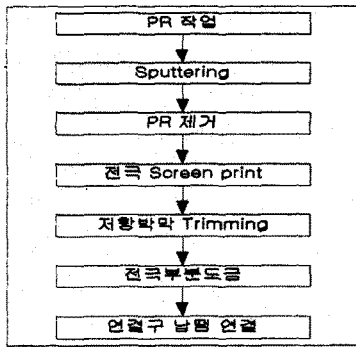 PR 작업
Sputtering
PR 제거
전극 Screen print
저항박막 Trimming
전극부분도금
연결구 납땜 연결